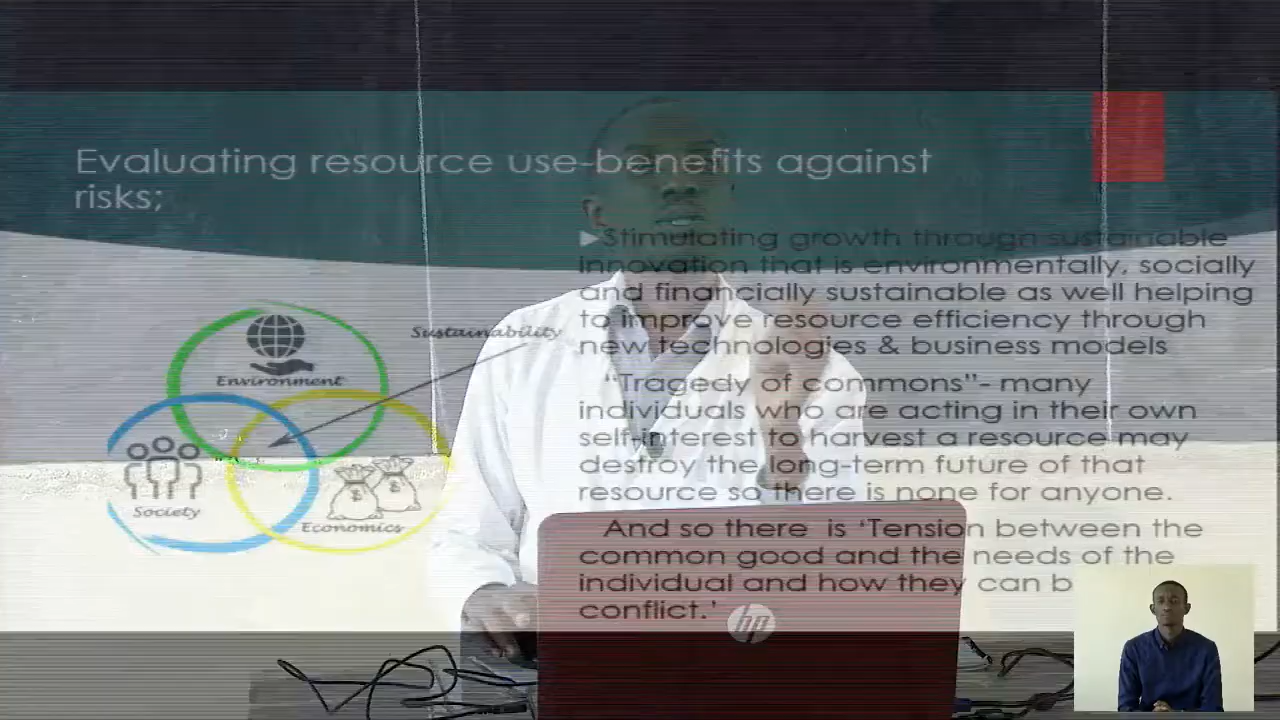 Evaluating resource use-benefits against
risks;
Stimulating growth through sustainable
innovation that is environmentally, socially
and financially sustainable as well helping
to improve resource efficiency through
new technologies & business models
"Tragedy of commons"- many
individuals who are acting in their own
self-interest to harvest a resource may
destroy the long-term future of that
resource so there is none for anyone.
And so there is 'Tension between the
common good and the needs of the
individual and how they can
conflict.'
Sustainability
Environment
Society
Economics
hp